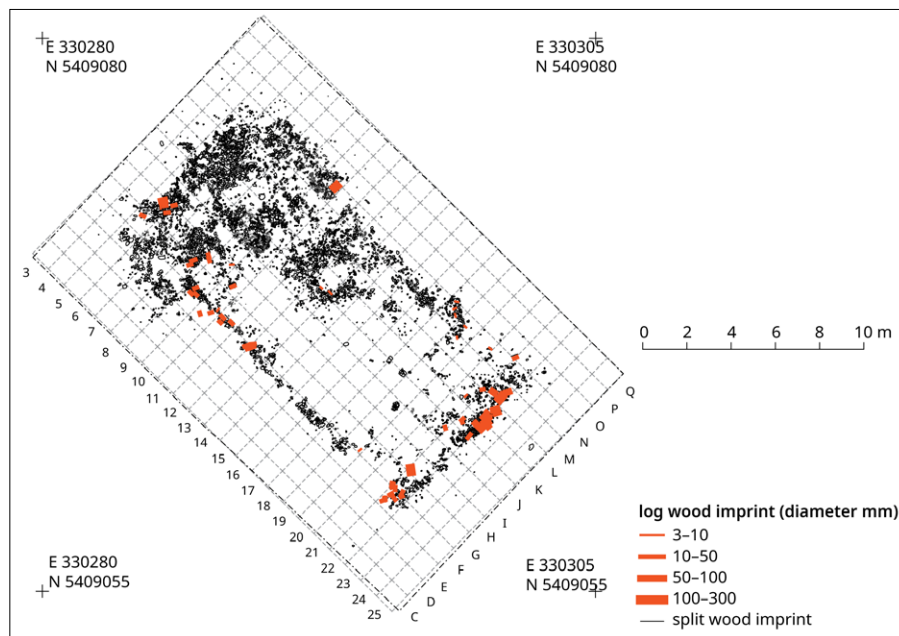 E 330280
N 5409080
E 330305
N 5409080
3
4
5
6
7
8
9
10
11
12
13
14
15
16
17
18
19
20
21
22
23
24
25
C
D
E
F
G
H
I
J
K
L
M
N
O
P
Q
0 2 4 6 8 10 m
log wood imprint (diameter mm)
3–10
10–50
50–100
100–300
split wood imprint
E 330280
N 5409055
E 330305
N 5409055